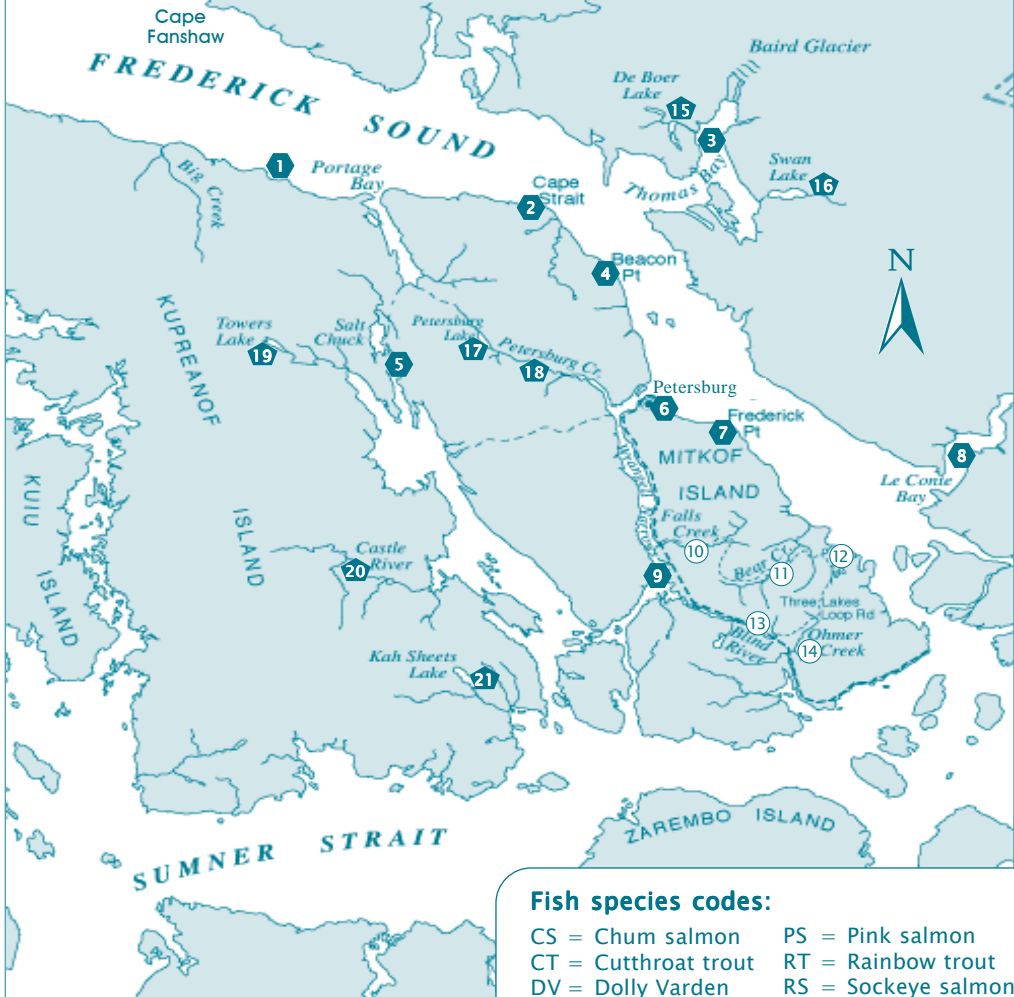 Cape
Fanshaw
FREDERICK SOUND
Baird Glacier
De Boer
Lake
15
3
Thomas Bay
Swan
Lake
16
1
Portage
Bay
Big Creek
Cape
Strait
2
Beacon
Pt
4
N
KUPREANOF
ISLAND
Towers
Lake
19
Salt
Chuck
5
Petersburg
Lake
17
Petersburg Cr.
18
Petersburg
6
Frederick
Pt
7
8
Le Conte
Bay
MITKOF
ISLAND
Wrangell Narrows
KUIU
ISLAND
Falls
Creek
10
Bear Cr
11
12
9
Castle
River
20
Three Lakes
Loop Rd
13
Blind
River
14
Ohmer
Creek
Kah Sheets
Lake
21
ZAREMBO ISLAND
SUMNER STRAIT
Fish species codes:
CS = Chum salmon PS = Pink salmon
CT = Cutthroat trout RT = Rainbow trout
DV = Dolly Varden RS = Sockeye salmon